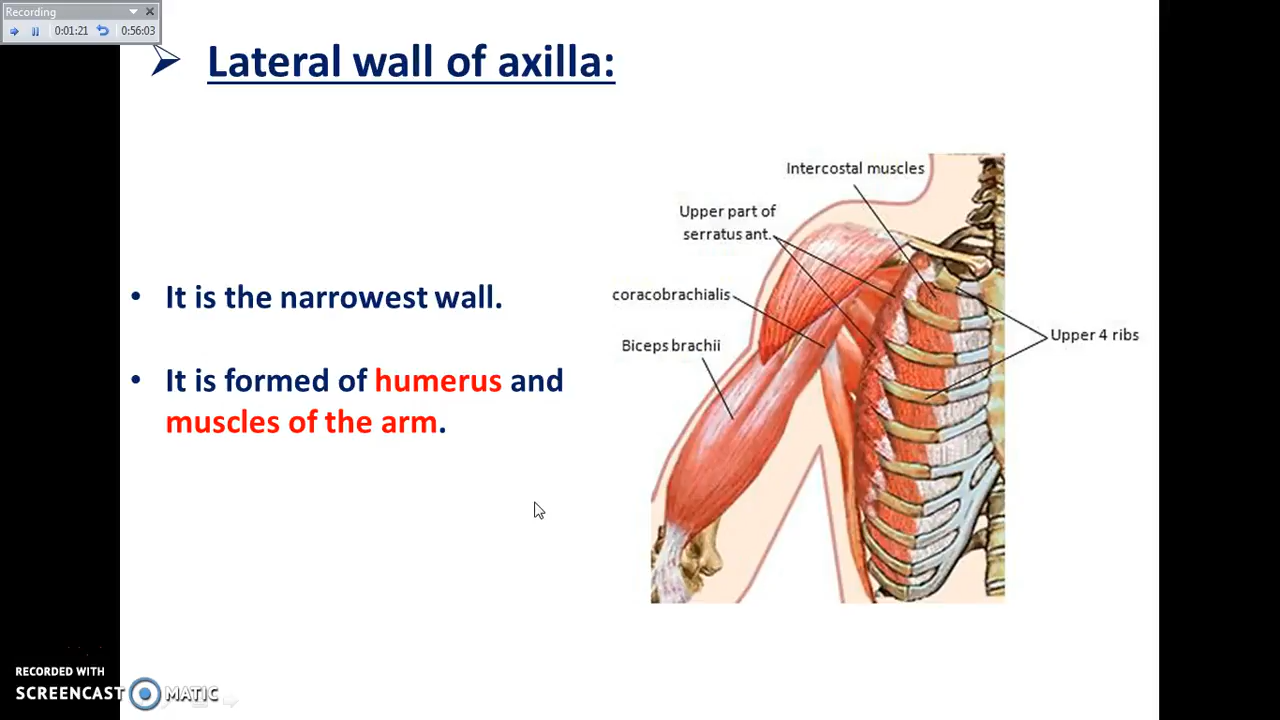 Recording
0:01:21
0:56:03
➢ Lateral wall of axilla:
Intercostal muscles
Upper part of
serratus ant.
coracobrachialis
Biceps brachii
Upper 4 ribs
• It is the narrowest wall.
• It is formed of humerus and
muscles of the arm.
RECORDED WITH
SCREENCAST MATIC